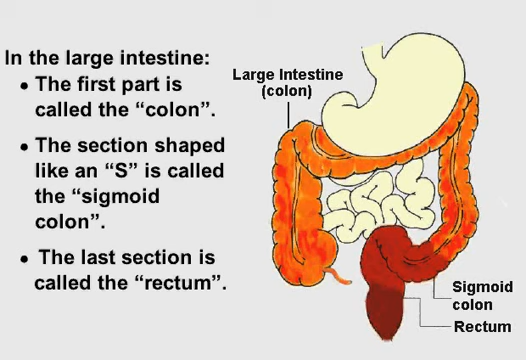 In the large intestine:
• The first part is
called the “colon”.
• The section shaped
like an “S” is called
the “sigmoid
colon”.
• The last section is
called the “rectum”.
Large Intestine
(colon)
Sigmoid
colon
Rectum